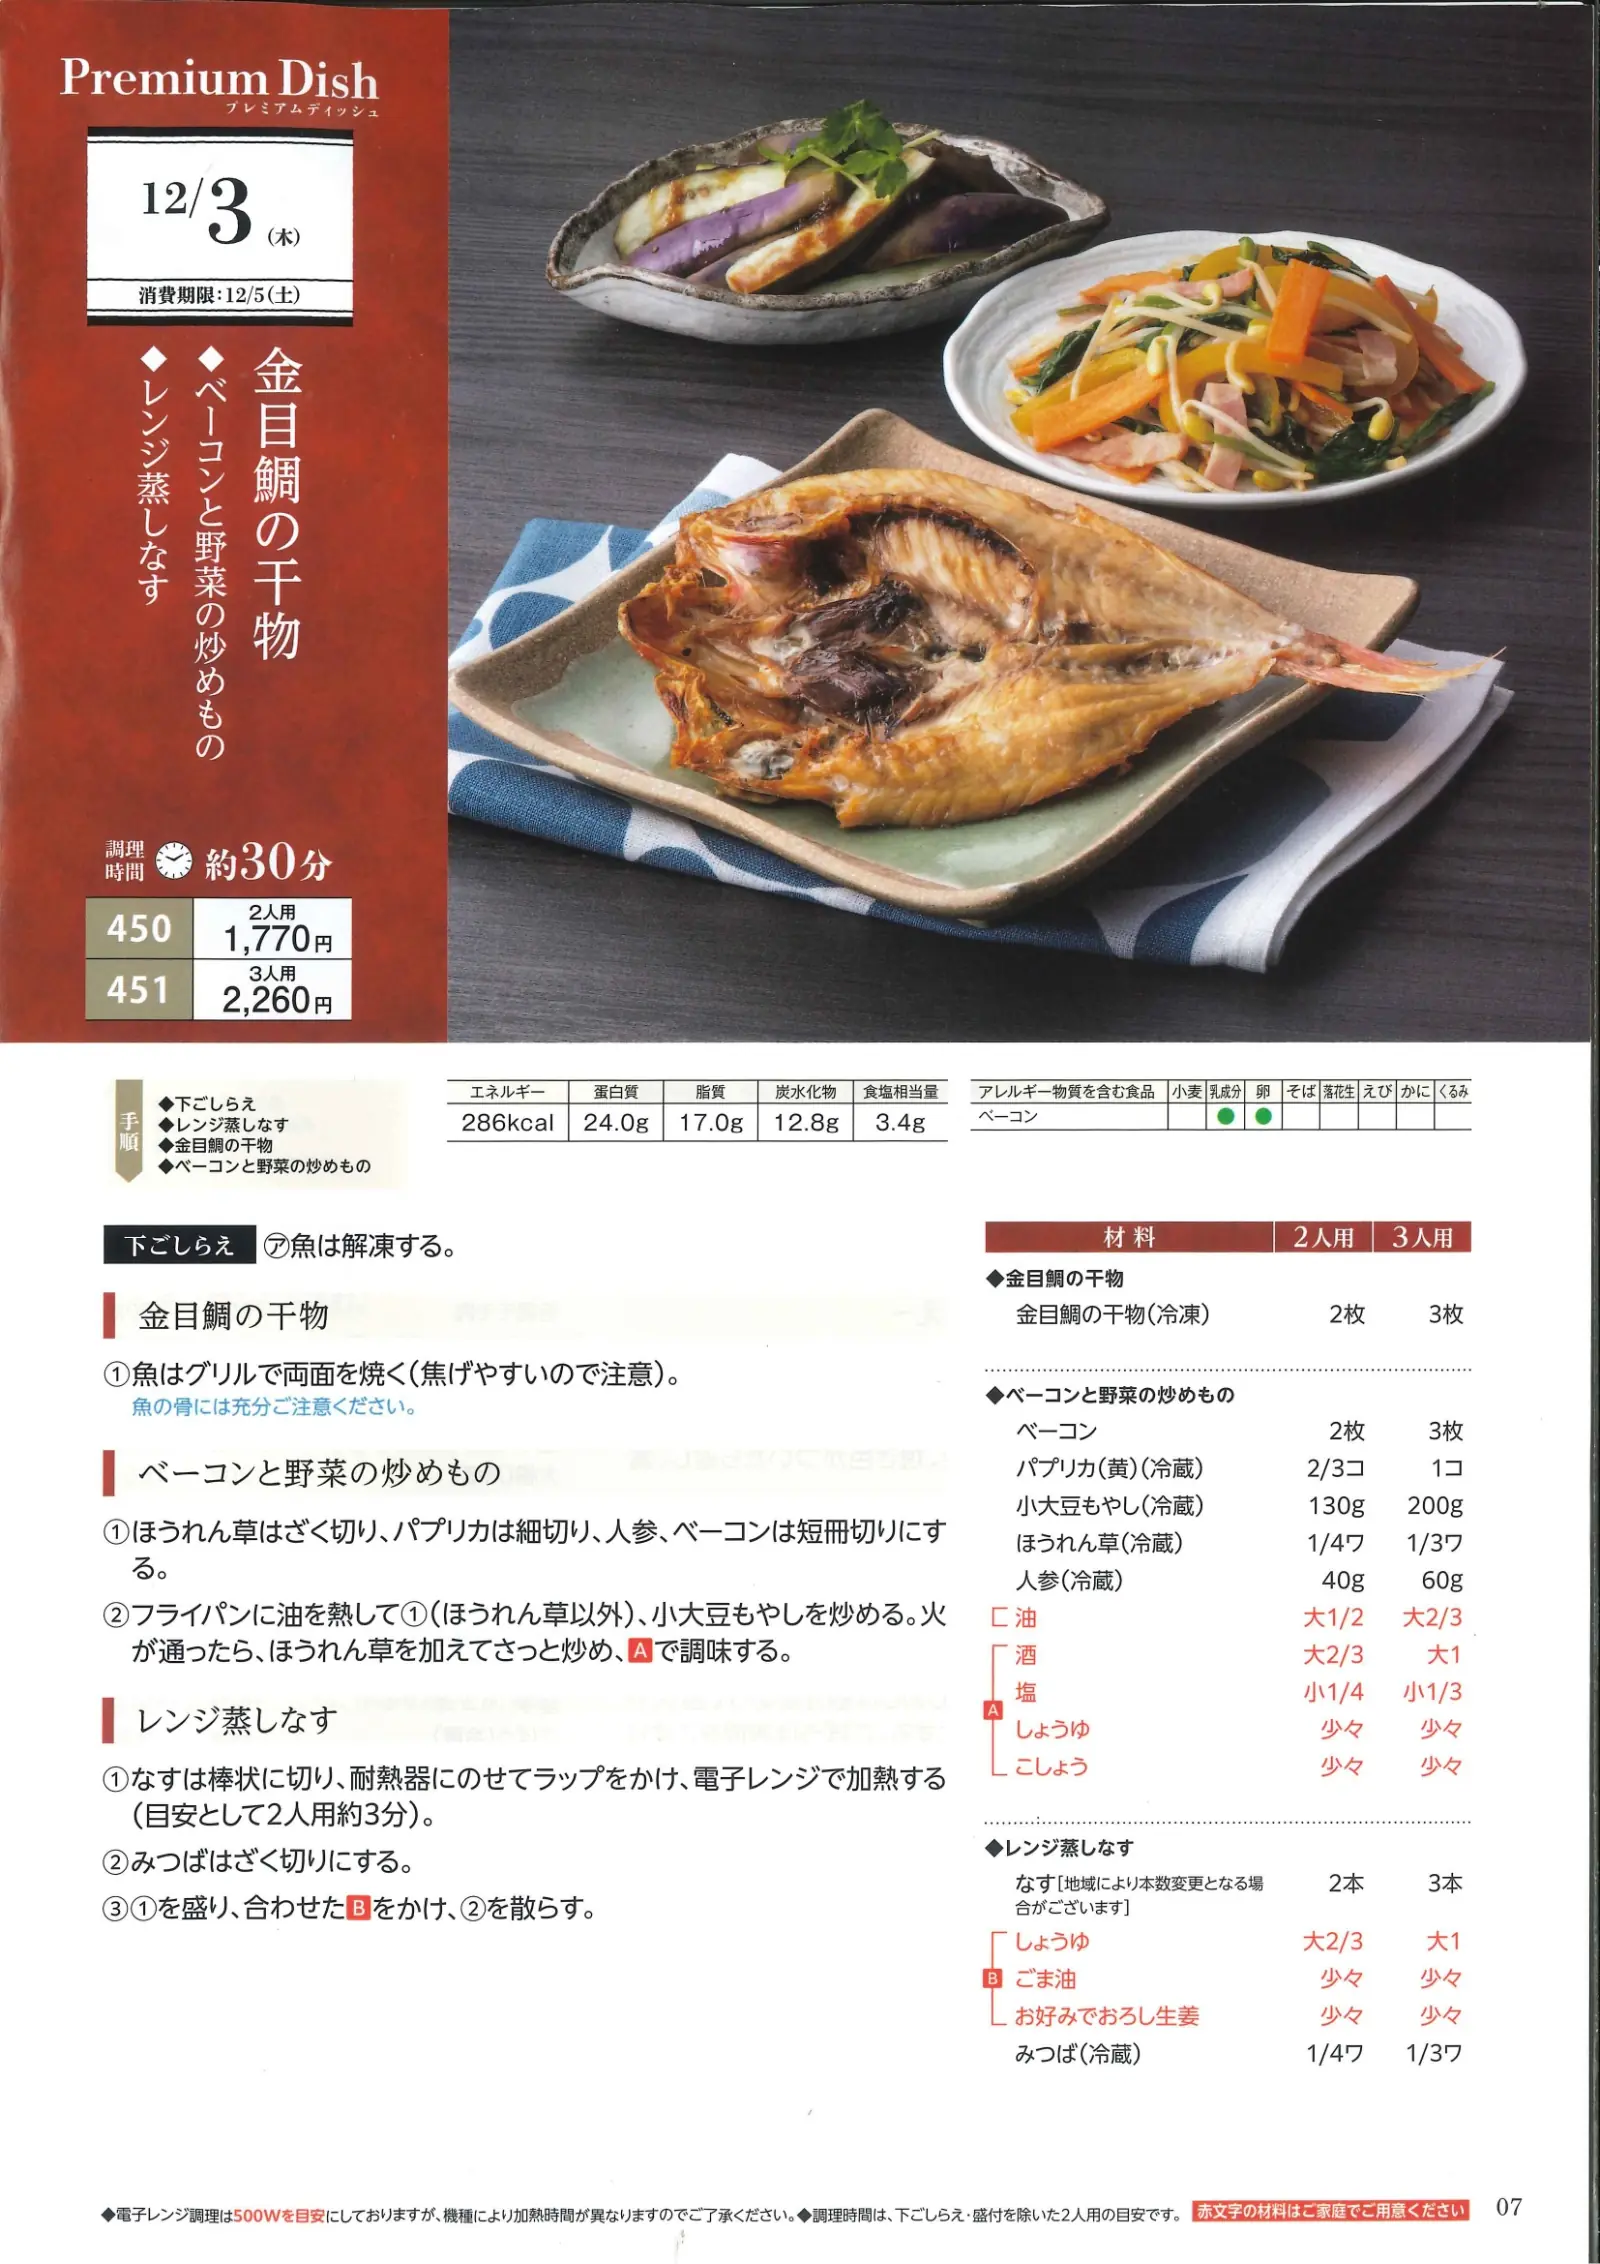 Premium Dish
プレミアムディッシュ
12/3(木)
消費期限:12/5(土)
金目鯛の干物
◆ベーコンと野菜の炒めもの
◆レンジ蒸しなす
調理時間 約30分
450 2人用 1,770円
451 3人用 2,260円
手順
◆下ごしらえ
◆レンジ蒸しなす
◆金目鯛の干物
◆ベーコンと野菜の炒めもの
エネルギー 蛋白質 脂質 炭水化物 食塩相当量
286kcal 24.0g 17.0g 12.8g 3.4g
アレルギー物質を含む食品 小麦 乳成分 卵 そば 落花生 えび かに くるみ
ベーコン ● ●
下ごしらえ ㋐魚は解凍する。
金目鯛の干物
①魚はグリルで両面を焼く(焦げやすいので注意)。
魚の骨には充分ご注意ください。
ベーコンと野菜の炒めもの
①ほうれん草はざく切り、パプリカは細切り、人参、ベーコンは短冊切りにす
る。
②フライパンに油を熱して①(ほうれん草以外)、小大豆もやしを炒める。火
が通ったら、ほうれん草を加えてさっと炒め、Aで調味する。
レンジ蒸しなす
①なすは棒状に切り、耐熱器にのせてラップをかけ、電子レンジで加熱する
(目安として2人用約3分)。
②みつばはざく切りにする。
③①を盛り、合わせたBをかけ、②を散らす。
材料 2人用 3人用
◆金目鯛の干物
金目鯛の干物(冷凍) 2枚 3枚
◆ベーコンと野菜の炒めもの
ベーコン 2枚 3枚
パプリカ(黄)(冷蔵) 2/3コ 1コ
小大豆もやし(冷蔵) 130g 200g
ほうれん草(冷蔵) 1/4ワ 1/3ワ
人参(冷蔵) 40g 60g
油 大1/2 大2/3
A
酒 大2/3 大1
塩 小1/4 小1/3
しょうゆ 少々 少々
こしょう 少々 少々
◆レンジ蒸しなす
なす[地域により本数変更となる場 2本 3本
合がございます]
B
しょうゆ 大2/3 大1
ごま油 少々 少々
お好みでおろし生姜 少々 少々
みつば(冷蔵) 1/4ワ 1/3ワ
◆電子レンジ調理は500Wを目安にしておりますが、機種により加熱時間が異なりますのでご了承ください。◆調理時間は、下ごしらえ・盛付を除いた2人用の目安です。 赤文字の材料はご家庭でご用意ください 07